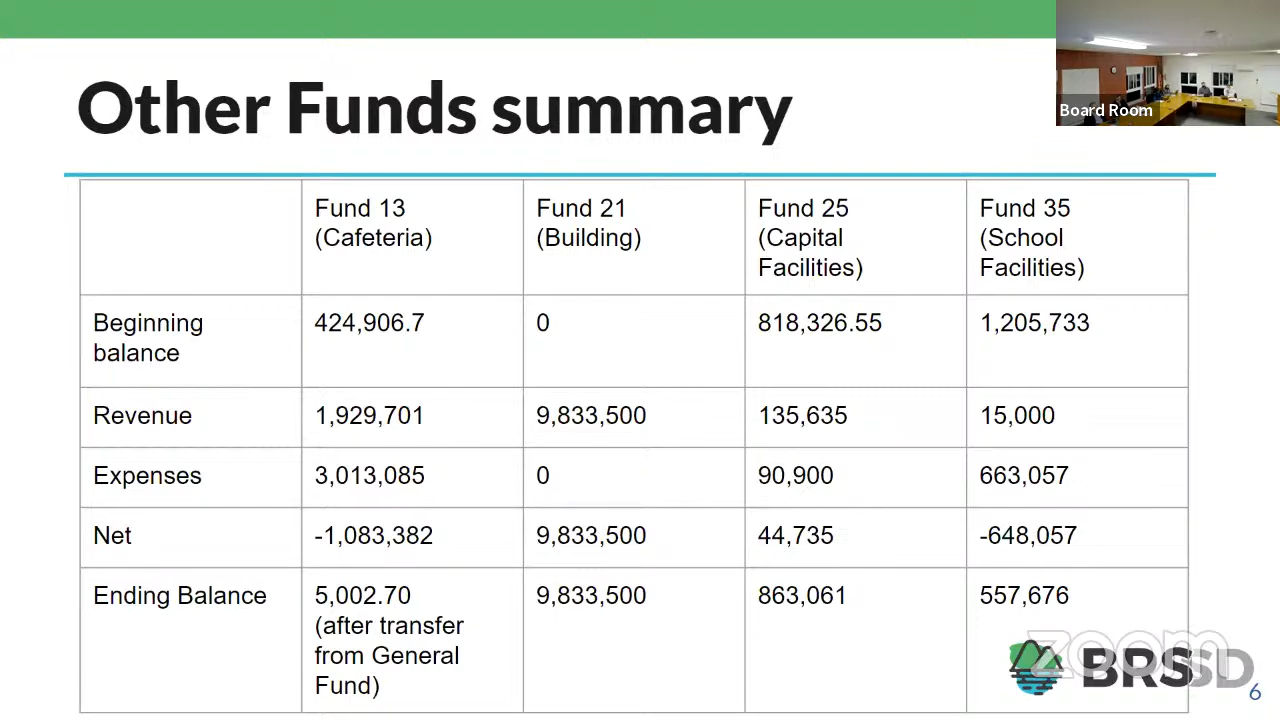 Board Room
Other Funds summary
Fund 13
(Cafeteria)
Fund 21
(Building)
Fund 25
(Capital
Facilities)
Fund 35
(School
Facilities)
Beginning
balance
424,906.7
0
818,326.55
1,205,733
Revenue
1,929,701
9,833,500
135,635
15,000
Expenses
3,013,085
0
90,900
663,057
Net
-1,083,382
9,833,500
44,735
-648,057
Ending Balance
5,002.70
(after transfer
from General
Fund)
9,833,500
863,061
557,676
zoom
BRSSD
6